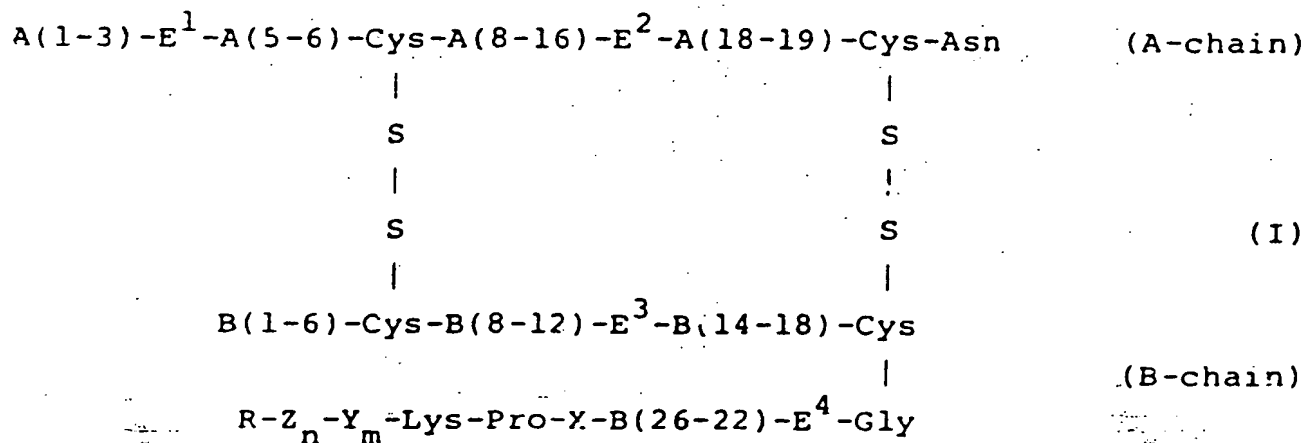 A(1-3)-E¹-A(5-6)-Cys-A(8-16)-E²-A(18-19)-Cys-Asn (A-chain)
| |
S S
| !
S S (I)
| |
B(1-6)-Cys-B(8-12)-E³-B(14-18)-Cys
| (B-chain)
R-Zₙ-Yₘ-Lys-Pro-X-B(26-22)-E⁴-Gly